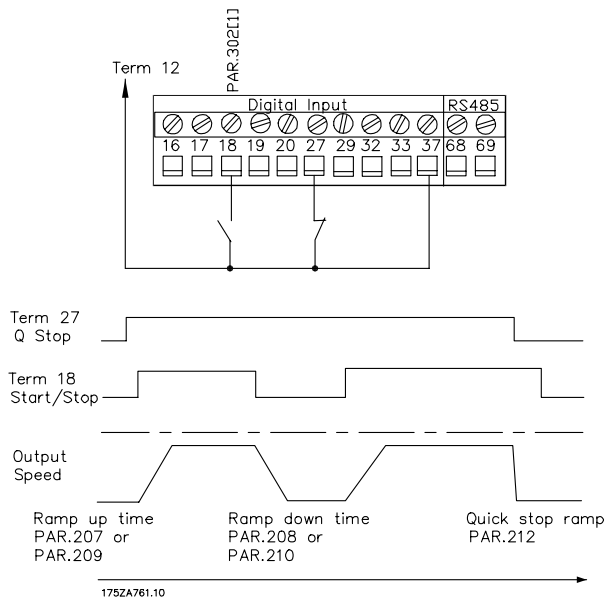 PAR.302[1]
Term 12
Digital Input RS485
16 17 18 19 20 27 29 32 33 37 68 69
Term 27
Q Stop
Term 18
Start/Stop
Output
Speed
Ramp up time
PAR.207 or
PAR.209
Ramp down time
PAR.208 or
PAR.210
Quick stop ramp
PAR.212
175ZA761.10